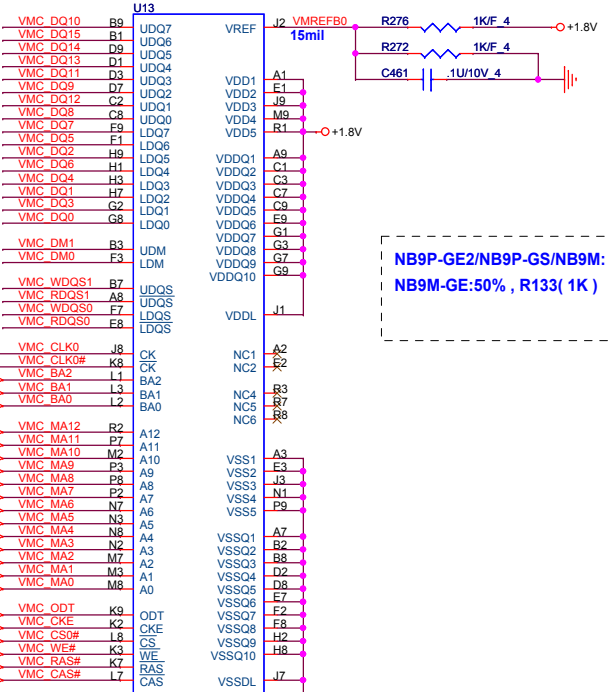 U13
VMC_DQ10 B9 UDQ7 VREF J2 VMREFB0 R276 1K/F_4 +1.8V
VMC_DQ15 B1 UDQ6 15mil
VMC_DQ14 D9 UDQ5 R272 1K/F_4
VMC_DQ13 D1 UDQ4
VMC_DQ11 D3 UDQ3 VDD1 A1 C461 .1U/10V_4
VMC_DQ9 D7 UDQ2 VDD2 E1
VMC_DQ12 C2 UDQ1 VDD3 J9
VMC_DQ8 C8 UDQ0 VDD4 M9
VMC_DQ7 F9 LDQ7 VDD5 R1 +1.8V
VMC_DQ5 F1 LDQ6
VMC_DQ2 H9 LDQ5 VDDQ1 A9
VMC_DQ6 H1 LDQ4 VDDQ2 C1
VMC_DQ4 H3 LDQ3 VDDQ3 C3
VMC_DQ1 H7 LDQ2 VDDQ4 C7
VMC_DQ3 G2 LDQ1 VDDQ5 C9
VMC_DQ0 G8 LDQ0 VDDQ6 E9
VDDQ7 G1
VMC_DM1 B3 UDM VDDQ8 G3
VMC_DM0 F3 LDM VDDQ9 G7
VDDQ10 G9
NB9P-GE2/NB9P-GS/NB9M:
NB9M-GE:50% , R133( 1K )
VMC_WDQS1 B7 UDQS
VMC_RDQS1 A8 UDQS
VMC_WDQS0 F7 LDQS VDDL J1
VMC_RDQS0 E8 LDQS
VMC_CLK0 J8 CK NC1 A2
VMC_CLK0# K8 CK NC2 E2
VMC_BA2 L1 BA2
VMC_BA1 L3 BA1 NC4 R3
VMC_BA0 L2 BA0 NC5 R7
NC6 R8
VMC_MA12 R2 A12
VMC_MA11 P7 A11
VMC_MA10 M2 A10 VSS1 A3
VMC_MA9 P3 A9 VSS2 E3
VMC_MA8 P8 A8 VSS3 J3
VMC_MA7 P2 A7 VSS4 N1
VMC_MA6 N7 A6 VSS5 P9
VMC_MA5 N3 A5
VMC_MA4 N8 A4 VSSQ1 A7
VMC_MA3 N2 A3 VSSQ2 B2
VMC_MA2 M7 A2 VSSQ3 B8
VMC_MA1 M3 A1 VSSQ4 D2
VMC_MA0 M8 A0 VSSQ5 D8
VSSQ6 E7
VMC_ODT K9 ODT VSSQ7 F2
VMC_CKE K2 CKE VSSQ8 F8
VMC_CS0# L8 CS VSSQ9 H2
VMC_WE# K3 WE VSSQ10 H8
VMC_RAS# K7 RAS
VMC_CAS# L7 CAS VSSDL J7